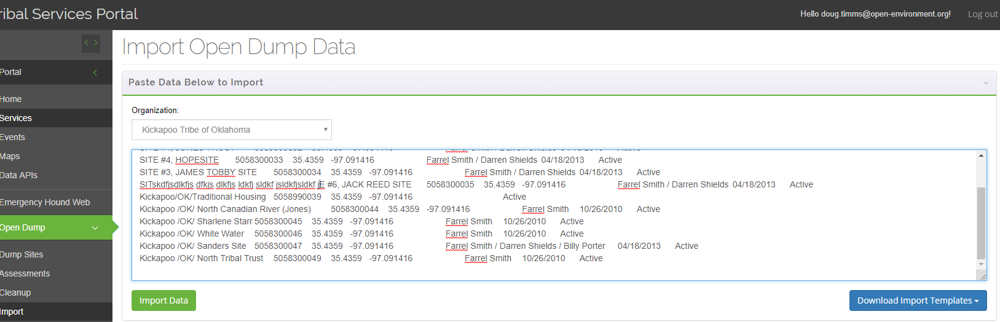 ribal Services Portal
Hello doug.timms@open-environment.org!
Log out
Portal
Home
Services
Events
Maps
Data APIs
Emergency Hound Web
Open Dump
Dump Sites
Assessments
Cleanup
Import
Import Open Dump Data
Paste Data Below to Import
Organization:
Kickapoo Tribe of Oklahoma
SITE #4, HOPESITE 5058300033 35.4359 -97.091416 Farrel Smith / Darren Shields 04/18/2013 Active
SITE #3, JAMES TOBBY SITE 5058300034 35.4359 -97.091416 Farrel Smith / Darren Shields 04/18/2013 Active
SITskdfjsdlkfjs dfkjs dlkfjs ldkfj sldkf jsldkfjsldkf jE #6, JACK REED SITE 5058300035 35.4359 -97.091416 Farrel Smith / Darren Shields 04/18/2013 Active
Kickapoo/OK/Traditional Housing 5058990039 35.4359 -97.091416 Active
Kickapoo /OK/ North Canadian River (Jones) 5058300044 35.4359 -97.091416 Farrel Smith 10/26/2010 Active
Kickapoo /OK/ Sharlene Starr 5058300045 35.4359 -97.091416 Farrel Smith 10/26/2010 Active
Kickapoo /OK/ White Water 5058300046 35.4359 -97.091416 Farrel Smith 10/26/2010 Active
Kickapoo /OK/ Sanders Site 5058300047 35.4359 -97.091416 Farrel Smith / Darren Shields / Billy Porter 04/18/2013 Active
Kickapoo /OK/ North Tribal Trust 5058300049 35.4359 -97.091416 Farrel Smith 10/26/2010 Active
Import Data
Download Import Templates